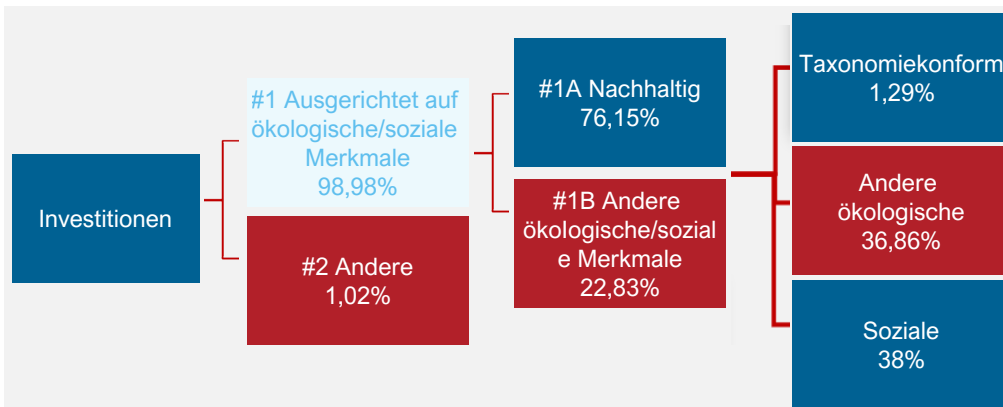 Investitionen
#1 Ausgerichtet auf
ökologische/soziale
Merkmale
98,98%
#2 Andere
1,02%
#1A Nachhaltig
76,15%
#1B Andere
ökologische/sozial
e Merkmale
22,83%
Taxonomiekonform
1,29%
Andere
ökologische
36,86%
Soziale
38%